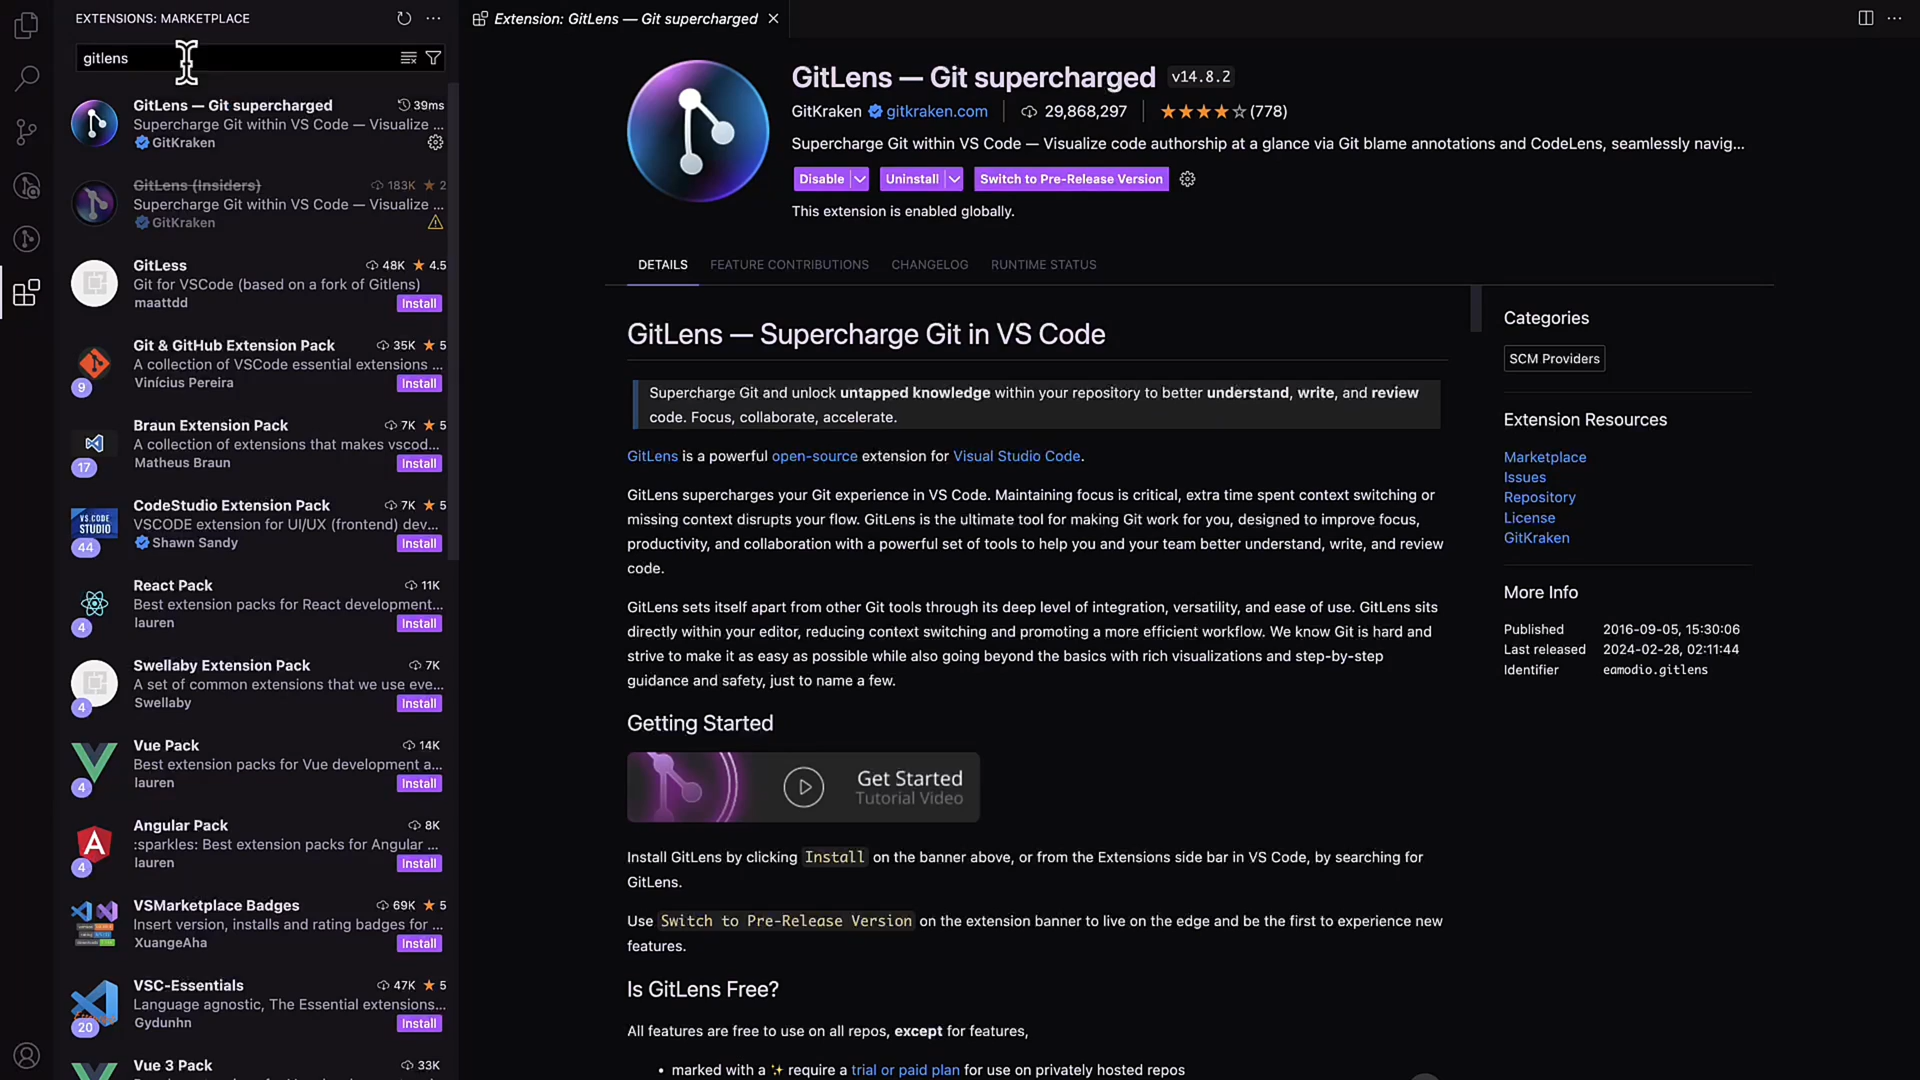 EXTENSIONS: MARKETPLACE
gitlens
GitLens — Git supercharged 39ms
Supercharge Git within VS Code — Visualize ...
GitKraken
GitLens (Insiders) 183K 2
Supercharge Git within VS Code — Visualize ...
GitKraken
GitLess 48K 4.5
Git for VSCode (based on a fork of Gitlens)
maattdd Install
Git & GitHub Extension Pack 35K 5
A collection of VSCode essential extensions ...
9 Vinícius Pereira Install
Braun Extension Pack 7K 5
A collection of extensions that makes vscod...
17 Matheus Braun Install
CodeStudio Extension Pack 7K 5
VS.CODE STUDIO
VSCODE extension for UI/UX (frontend) dev...
44 Shawn Sandy Install
React Pack 11K
Best extension packs for React development...
4 lauren Install
Swellaby Extension Pack 7K
A set of common extensions that we use eve...
4 Swellaby Install
Vue Pack 14K
Best extension packs for Vue development a...
4 lauren Install
Angular Pack 8K
:sparkles: Best extension packs for Angular ...
4 lauren Install
VSMarketplace Badges 69K 5
Insert version, installs and rating badges for ...
XuangeAha Install
VSC-Essentials 47K 5
Language agnostic, The Essential extensions...
20 Gydunhn Install
Vue 3 Pack 33K
Extension: GitLens — Git supercharged
GitLens — Git supercharged v14.8.2
GitKraken gitkraken.com 29,868,297 (778)
Supercharge Git within VS Code — Visualize code authorship at a glance via Git blame annotations and CodeLens, seamlessly navig...
Disable Uninstall Switch to Pre-Release Version
This extension is enabled globally.
DETAILS FEATURE CONTRIBUTIONS CHANGELOG RUNTIME STATUS
GitLens — Supercharge Git in VS Code
Supercharge Git and unlock untapped knowledge within your repository to better understand, write, and review
code. Focus, collaborate, accelerate.
GitLens is a powerful open-source extension for Visual Studio Code.
GitLens supercharges your Git experience in VS Code. Maintaining focus is critical, extra time spent context switching or
missing context disrupts your flow. GitLens is the ultimate tool for making Git work for you, designed to improve focus,
productivity, and collaboration with a powerful set of tools to help you and your team better understand, write, and review
code.
GitLens sets itself apart from other Git tools through its deep level of integration, versatility, and ease of use. GitLens sits
directly within your editor, reducing context switching and promoting a more efficient workflow. We know Git is hard and
strive to make it as easy as possible while also going beyond the basics with rich visualizations and step-by-step
guidance and safety, just to name a few.
Getting Started
Get Started
Tutorial Video
Install GitLens by clicking Install on the banner above, or from the Extensions side bar in VS Code, by searching for
GitLens.
Use Switch to Pre-Release Version on the extension banner to live on the edge and be the first to experience new
features.
Is GitLens Free?
All features are free to use on all repos, except for features,
• marked with a ✨ require a trial or paid plan for use on privately hosted repos
Categories
SCM Providers
Extension Resources
Marketplace
Issues
Repository
License
GitKraken
More Info
Published 2016-09-05, 15:30:06
Last released 2024-02-28, 02:11:44
Identifier eamodio.gitlens